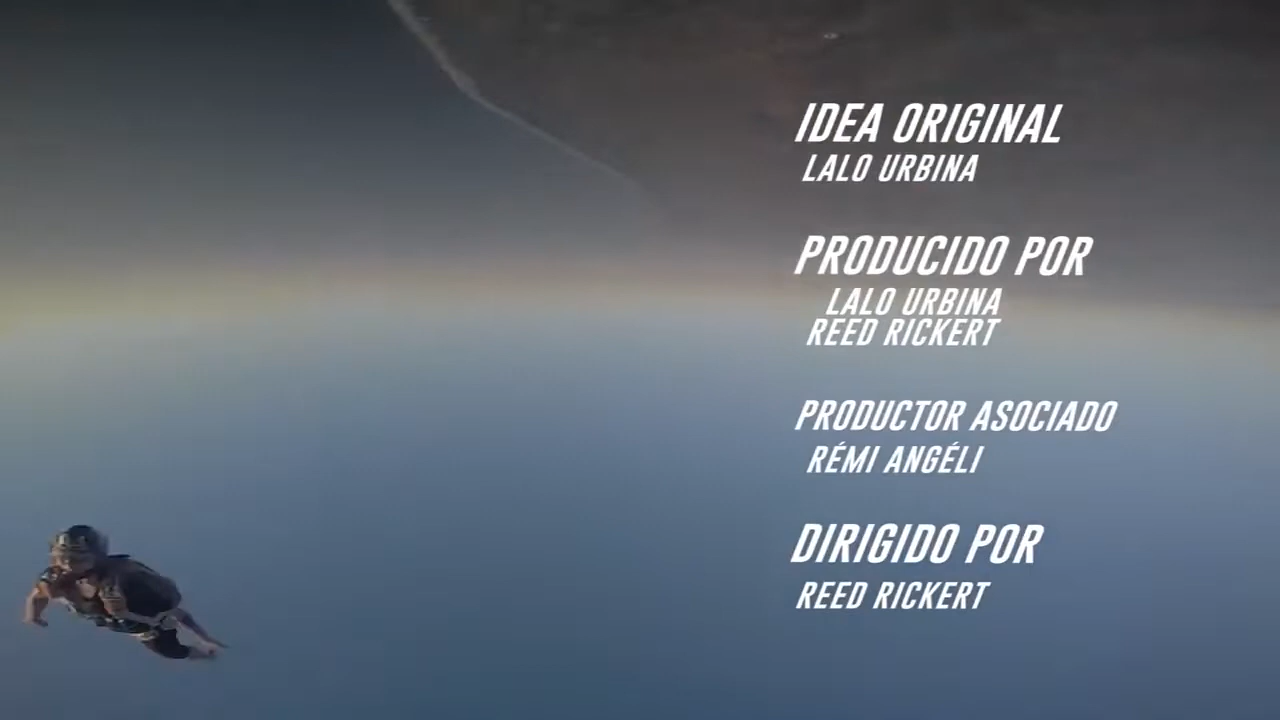 IDEA ORIGINAL
LALO URBINA
PRODUCIDO POR
LALO URBINA
REED RICKERT
PRODUCTOR ASOCIADO
RÉMI ANGÉLI
DIRIGIDO POR
REED RICKERT